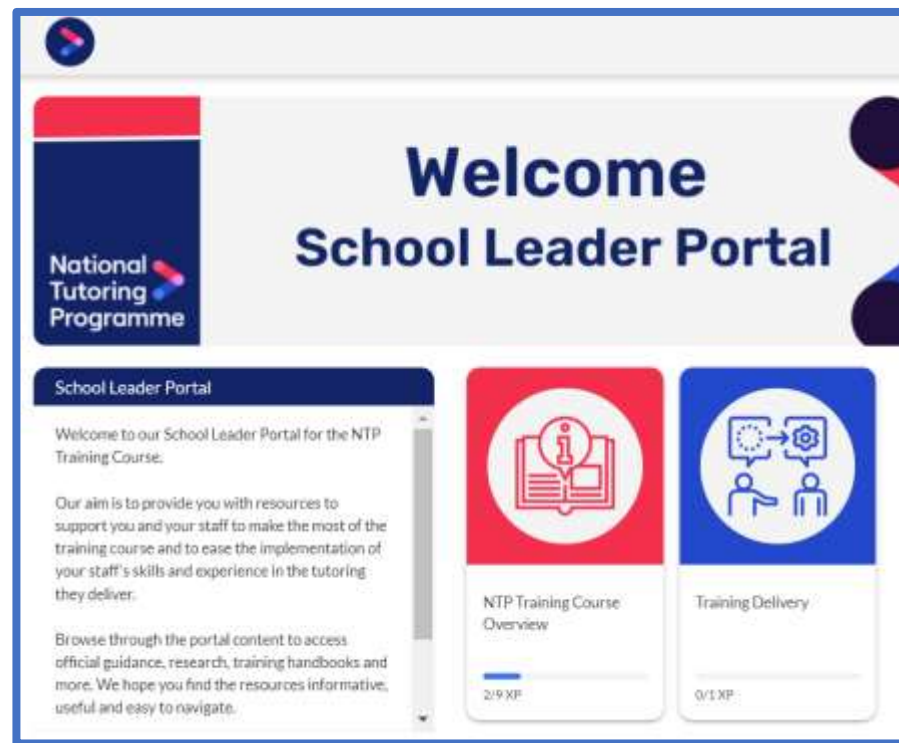 Welcome
School Leader Portal
National
Tutoring
Programme
School Leader Portal
Welcome to our School Leader Portal for the NTP
Training Course.
Our aim is to provide you with resources to
support you and your staff to make the most of the
training course and to ease the implementation of
your staff's skills and experience in the tutoring
they deliver.
Browse through the portal content to access
official guidance, research, training handbooks and
more. We hope you find the resources informative,
useful and easy to navigate.
NTP Training Course
Overview
2/9 XP
Training Delivery
0/1 XP